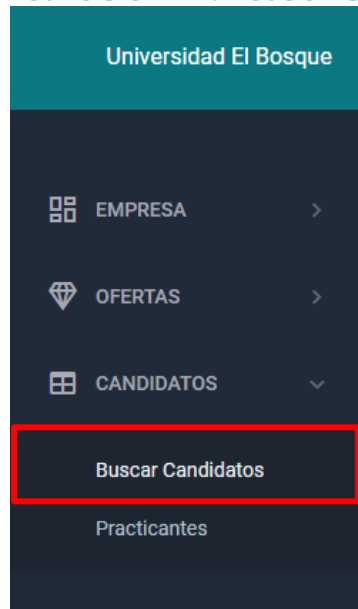 Universidad El Bosque
EMPRESA
OFERTAS
CANDIDATOS
Buscar Candidatos
Practicantes